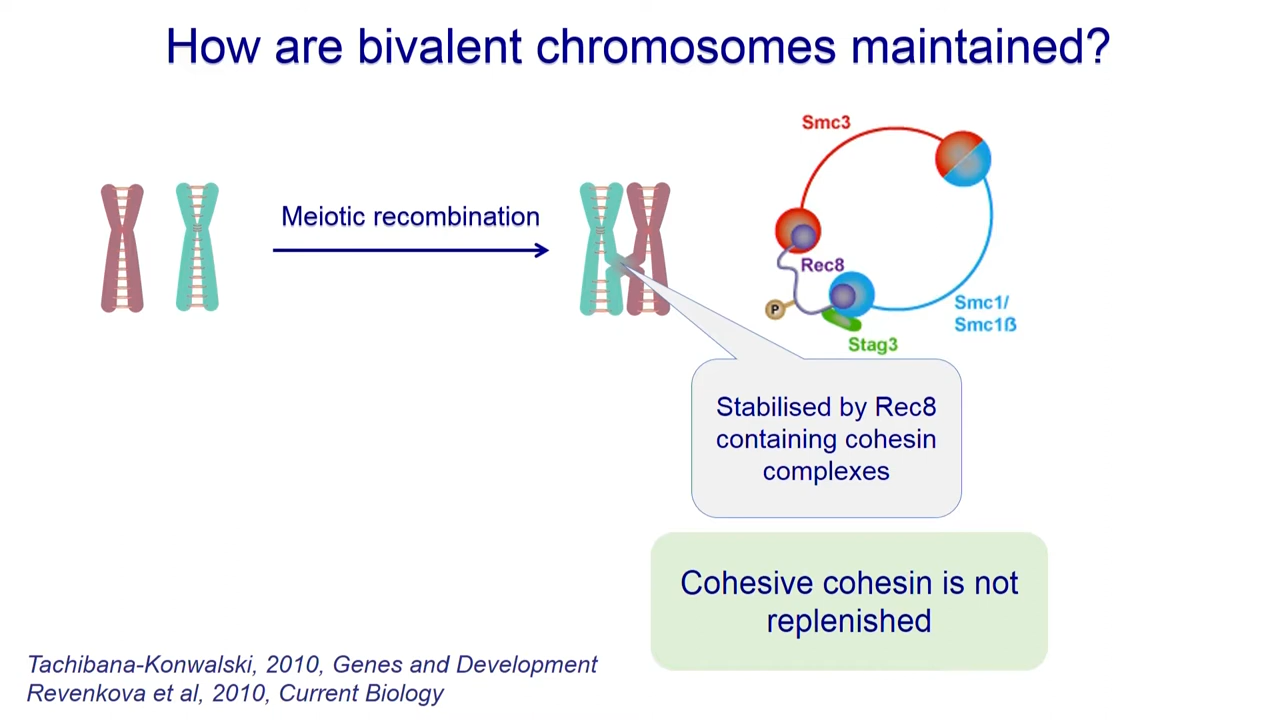 How are bivalent chromosomes maintained?
Smc3
Meiotic recombination
Rec8
P
Smc1/
Smc1ß
Stag3
Stabilised by Rec8
containing cohesin
complexes
Cohesive cohesin is not
replenished
Tachibana-Konwalski, 2010, Genes and Development
Revenkova et al, 2010, Current Biology